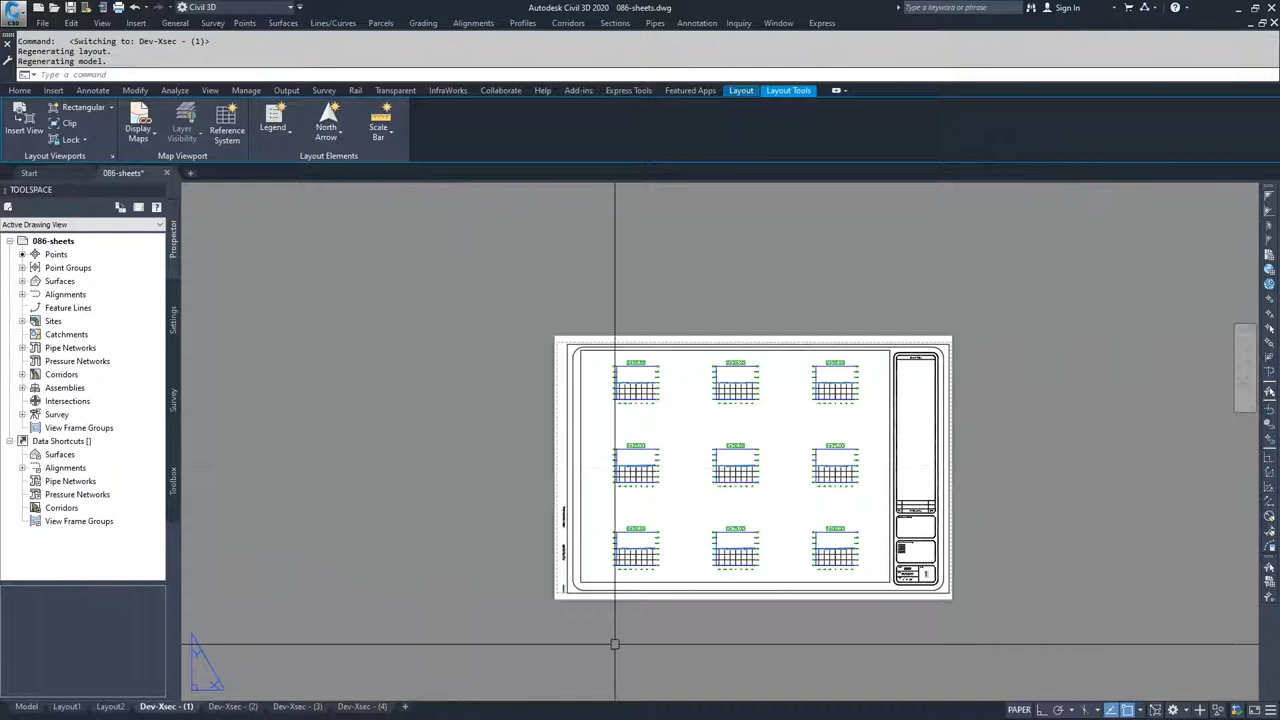 Civil 3D
Autodesk Civil 3D 2020 086-sheets.dwg
Type a keyword or phrase
Sign In
C3D
File Edit View Insert General Survey Points Surfaces Lines/Curves Parcels Grading Alignments Profiles Corridors Sections Pipes Annotation Inquiry Window Express
Command: <Switching to: Dev-Xsec - (1)>
Regenerating layout.
Regenerating model.
Type a command
Home Insert Annotate Modify Analyze View Manage Output Survey Rail Transparent InfraWorks Collaborate Help Add-ins Express Tools Featured Apps Layout Layout Tools
Insert View
Rectangular
Clip
Lock
Display Maps
Layer Visibility
Reference System
Legend
North Arrow
Scale Bar
Layout Viewports
Map Viewport
Layout Elements
Start
086-sheets*
TOOLSPACE
Active Drawing View
086-sheets
Points
Point Groups
Surfaces
Alignments
Feature Lines
Sites
Catchments
Pipe Networks
Pressure Networks
Corridors
Assemblies
Intersections
Survey
View Frame Groups
Data Shortcuts []
Surfaces
Alignments
Pipe Networks
Pressure Networks
Corridors
View Frame Groups
Prospector
Settings
Survey
Toolbox
Y
X
Model Layout1 Layout2 Dev-Xsec - (1) Dev-Xsec - (2) Dev-Xsec - (3) Dev-Xsec - (4)
PAPER